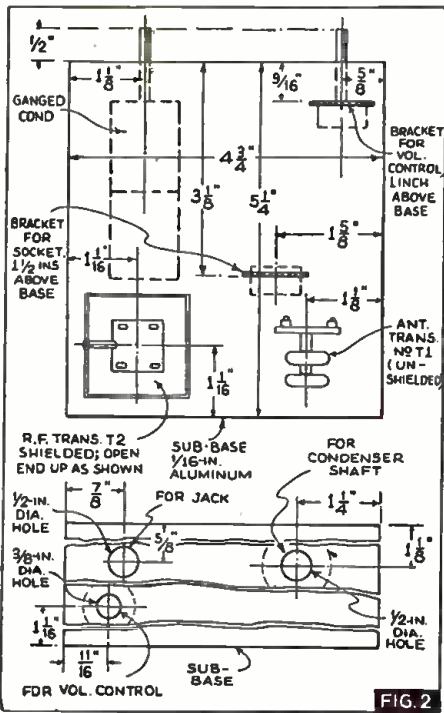 1/2"
1 1/8"
GANGED
COND
9/16"
5/8"
BRACKET
FOR
VOL.
CONTROL,
1 INCH
ABOVE
BASE
4 3/4"
3 1/8"
5 1/4"
BRACKET
FOR
SOCKET.
1 1/2 INS
ABOVE
BASE
1 1/16"
1 5/8"
1 1/8"
1 1/16"
ANT.
TRANS.
Nº T1
(UN-
SHIELDED)
R.F. TRANS. T2
SHIELDED; OPEN
END UP AS SHOWN
SUB-BASE
1/16-IN.
ALUMINUM
7/8"
1/2-IN.
DIA.
HOLE
FOR JACK
5/8"
FOR
CONDENSER
SHAFT
1 1/4"
1 1/8"
3/8-IN.
DIA.
HOLE
1 1/16"
11/16"
FOR VOL. CONTROL
SUB-
BASE
1/2-IN.
DIA.
HOLE
FIG. 2